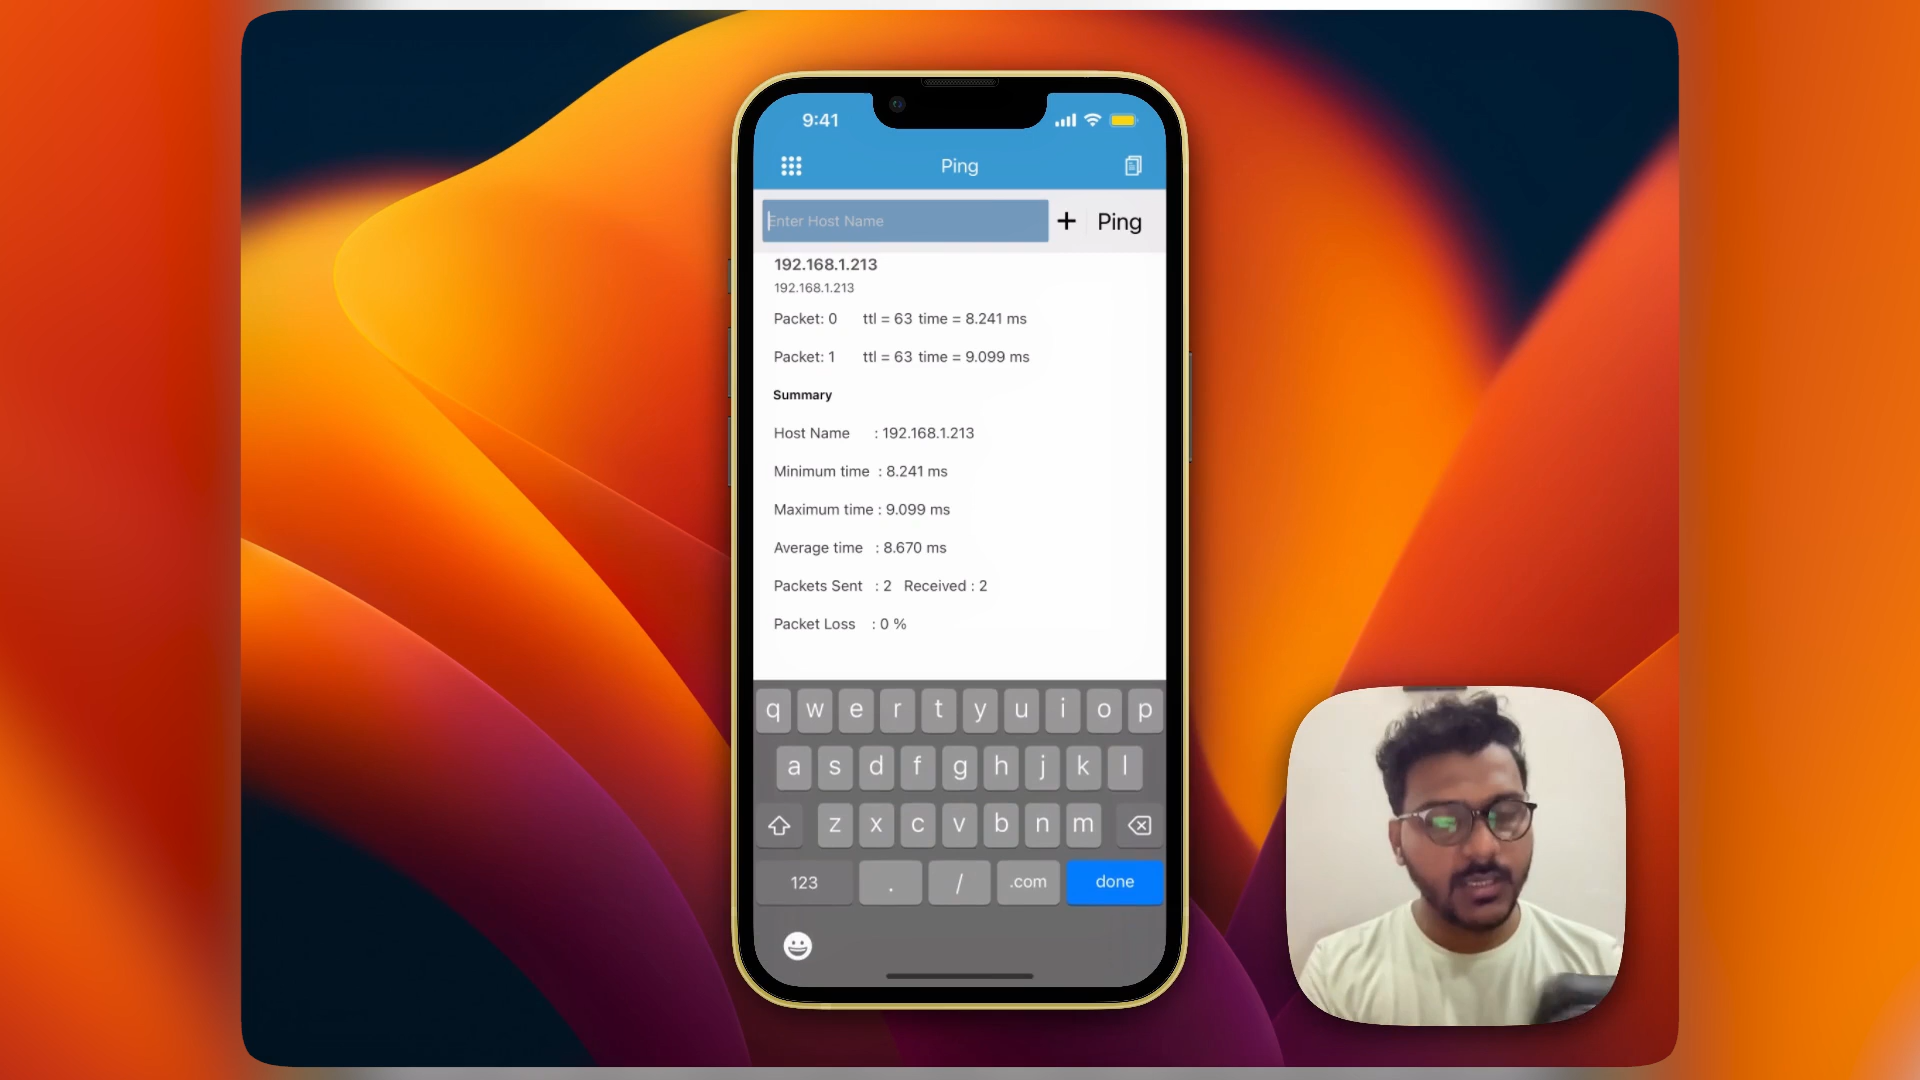 9:41
Ping
Enter Host Name
+ Ping
192.168.1.213
192.168.1.213
Packet: 0 ttl = 63 time = 8.241 ms
Packet: 1 ttl = 63 time = 9.099 ms
Summary
Host Name : 192.168.1.213
Minimum time : 8.241 ms
Maximum time : 9.099 ms
Average time : 8.670 ms
Packets Sent : 2 Received : 2
Packet Loss : 0 %
q w e r t y u i o p
a s d f g h j k l
z x c v b n m
123 . / .com done